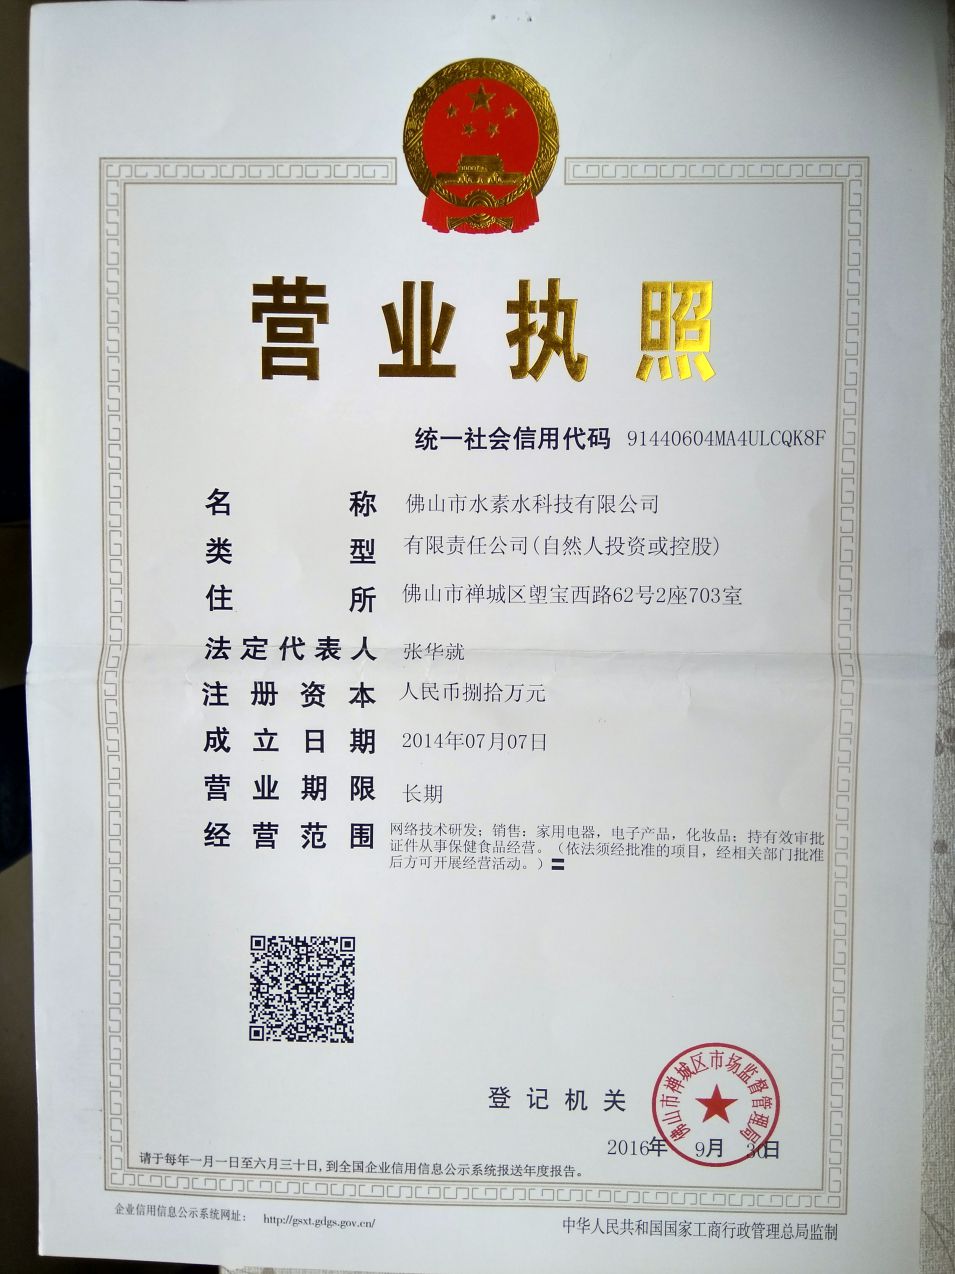 营业执照
统一社会信用代码 91440604MA4ULCQK8F
名称 佛山市水素水科技有限公司
类型 有限责任公司(自然人投资或控股)
住所 佛山市禅城区塱宝西路62号2座703室
法定代表人 张华就
注册资本 人民币捌拾万元
成立日期 2014年07月07日
营业期限 长期
经营范围 网络技术研发；销售：家用电器，电子产品，化妆品；持有效审批
证件从事保健食品经营。（依法须经批准的项目，经相关部门批准
后方可开展经营活动。）〓
登记机关
佛山市禅城区市场监督管理局
2016年 9月 30日
请于每年一月一日至六月三十日,到全国企业信用信息公示系统报送年度报告。
企业信用信息公示系统网址： http://gsxt.gdgs.gov.cn/
中华人民共和国国家工商行政管理总局监制